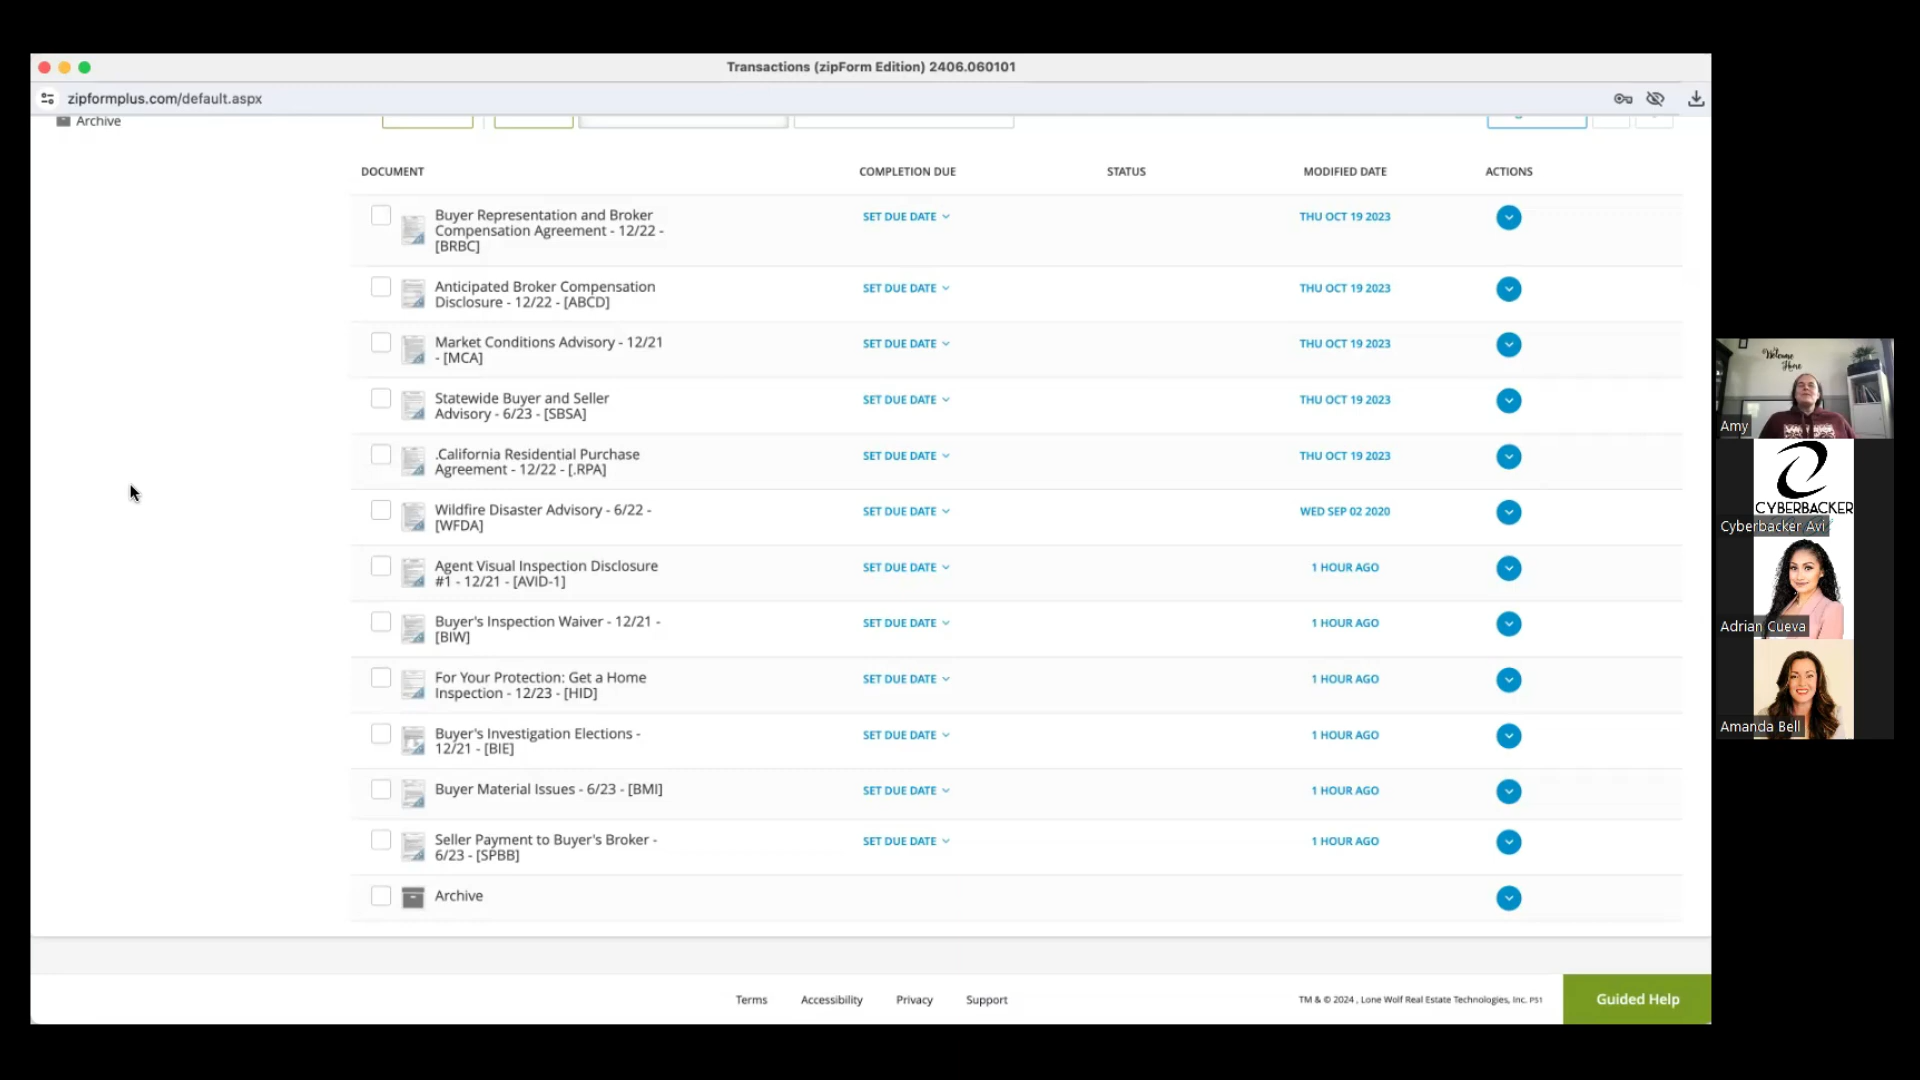 Transactions (zipForm Edition) 2406.060101
zipformplus.com/default.aspx
Archive
DOCUMENT
COMPLETION DUE
STATUS
MODIFIED DATE
ACTIONS
Buyer Representation and Broker
Compensation Agreement - 12/22 -
[BRBC]
SET DUE DATE
THU OCT 19 2023
Anticipated Broker Compensation
Disclosure - 12/22 - [ABCD]
SET DUE DATE
THU OCT 19 2023
Market Conditions Advisory - 12/21
- [MCA]
SET DUE DATE
THU OCT 19 2023
Statewide Buyer and Seller
Advisory - 6/23 - [SBSA]
SET DUE DATE
THU OCT 19 2023
.California Residential Purchase
Agreement - 12/22 - [.RPA]
SET DUE DATE
THU OCT 19 2023
Wildfire Disaster Advisory - 6/22 -
[WFDA]
SET DUE DATE
WED SEP 02 2020
Agent Visual Inspection Disclosure
#1 - 12/21 - [AVID-1]
SET DUE DATE
1 HOUR AGO
Buyer's Inspection Waiver - 12/21 -
[BIW]
SET DUE DATE
1 HOUR AGO
For Your Protection: Get a Home
Inspection - 12/23 - [HID]
SET DUE DATE
1 HOUR AGO
Buyer's Investigation Elections -
12/21 - [BIE]
SET DUE DATE
1 HOUR AGO
Buyer Material Issues - 6/23 - [BMI]
SET DUE DATE
1 HOUR AGO
Seller Payment to Buyer's Broker -
6/23 - [SPBB]
SET DUE DATE
1 HOUR AGO
Archive
Terms
Accessibility
Privacy
Support
TM & © 2024 , Lone Wolf Real Estate Technologies, Inc. PS1
Guided Help
Welcome
Home
Amy
CYBERBACKER
Cyberbacker Avi
Adrian Cueva
Amanda Bell